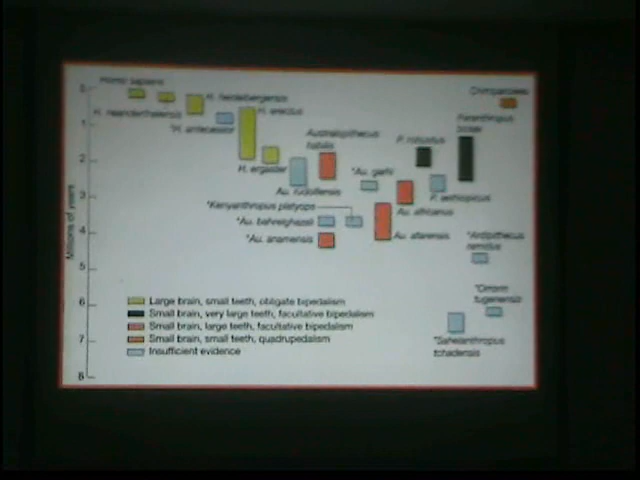 Homo sapiens
H. heidelbergensis
Chimpanzees
H. neanderthalensis
H. erectus
*H. antecessor
Paranthropus
boisei
Australopithecus
habilis
P. robustus
H. ergaster
*Au. garhi
Au. rudolfensis
P. aethiopicus
*Kenyanthropus platyops
Au. africanus
*Au. bahrelghazali
*Au. anamensis
Au. afarensis
*Ardipithecus
ramidus
*Orrorin
tugenensis
*Sahelanthropus
tchadensis
Millions of years
0
1
2
3
4
5
6
7
8
Large brain, small teeth, obligate bipedalism
Small brain, very large teeth, facultative bipedalism
Small brain, large teeth, facultative bipedalism
Small brain, small teeth, quadrupedalism
Insufficient evidence